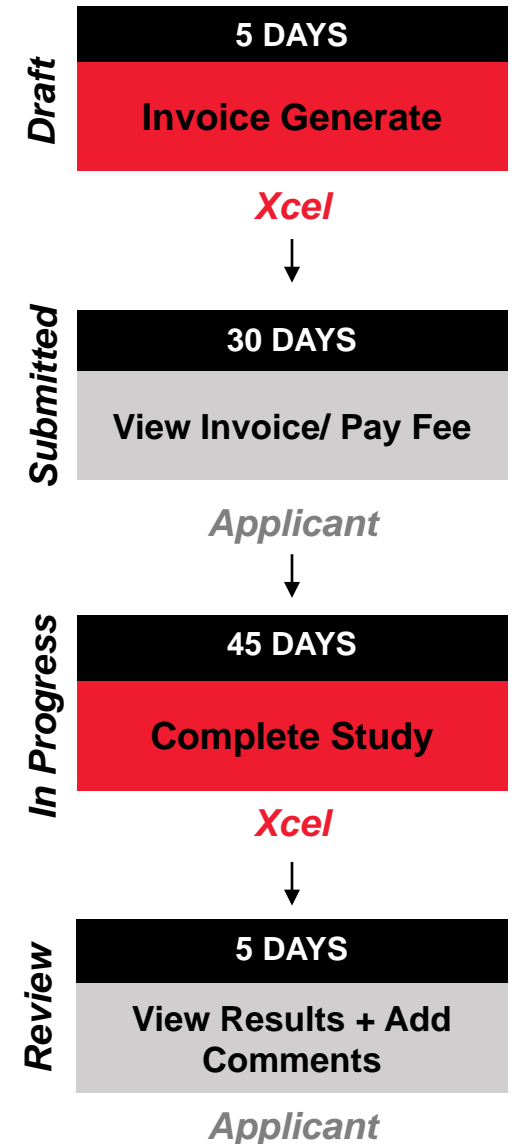 Draft
5 DAYS
Invoice Generate
Xcel
Submitted
30 DAYS
View Invoice/ Pay Fee
Applicant
In Progress
45 DAYS
Complete Study
Xcel
Review
5 DAYS
View Results + Add
Comments
Applicant